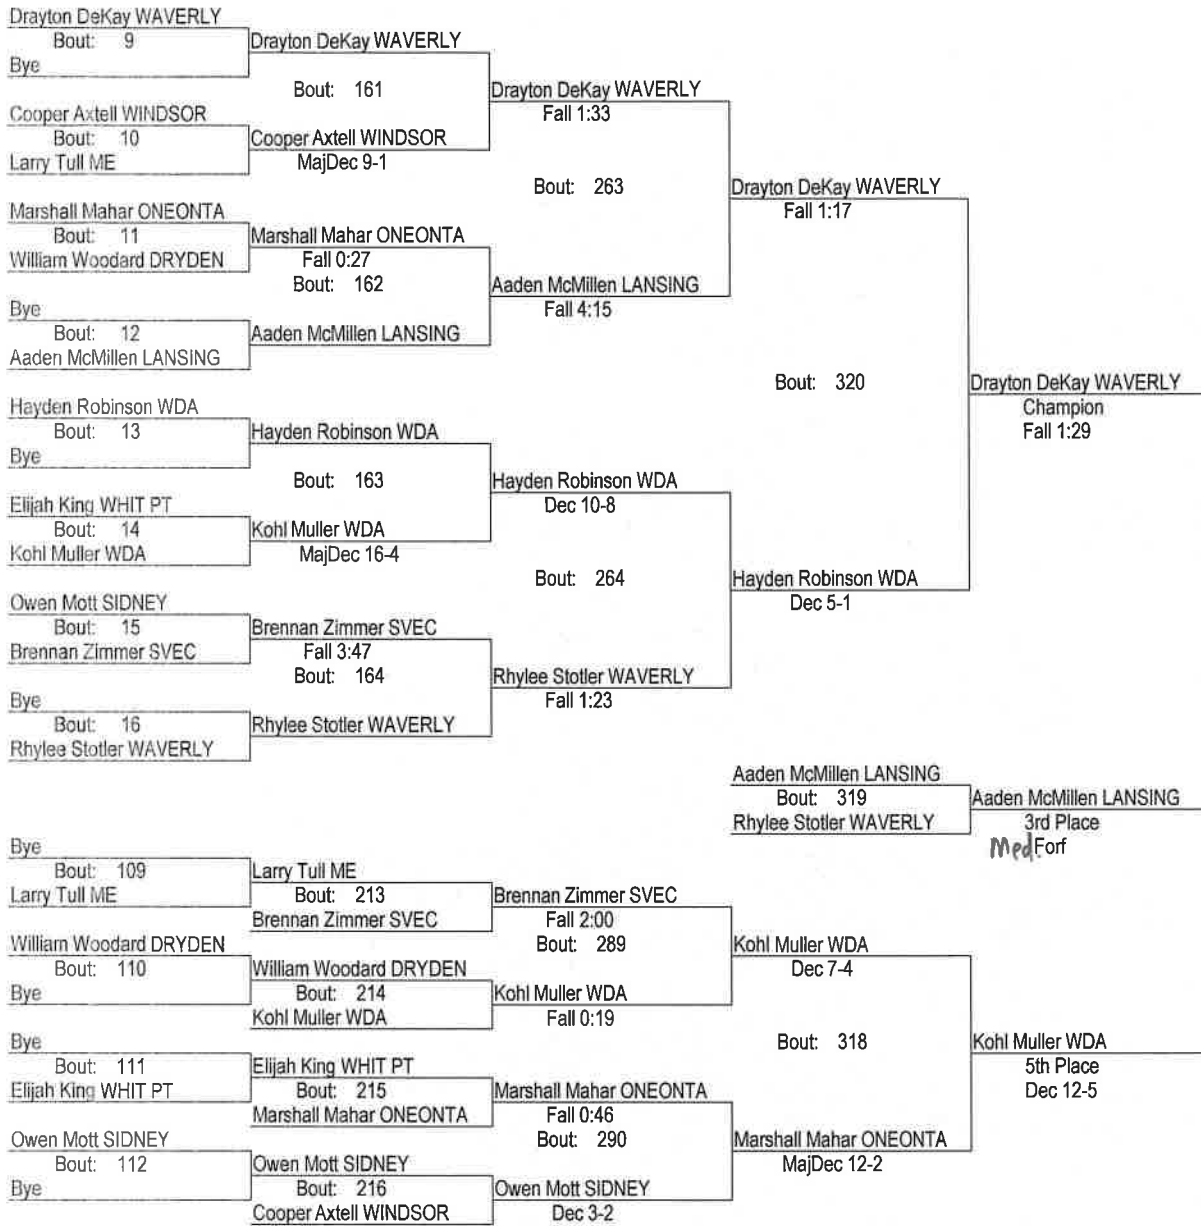 Drayton DeKay WAVERLY
Bout: 9
Bye
Drayton DeKay WAVERLY
Bout: 161
Cooper Axtell WINDSOR
Bout: 10
Larry Tull ME
Cooper Axtell WINDSOR
MajDec 9-1
Drayton DeKay WAVERLY
Fall 1:33
Bout: 263
Marshall Mahar ONEONTA
Bout: 11
William Woodard DRYDEN
Marshall Mahar ONEONTA
Fall 0:27
Bout: 162
Bye
Bout: 12
Aaden McMillen LANSING
Aaden McMillen LANSING
Aaden McMillen LANSING
Fall 4:15
Drayton DeKay WAVERLY
Fall 1:17
Bout: 320
Drayton DeKay WAVERLY
Champion
Fall 1:29
Hayden Robinson WDA
Bout: 13
Bye
Hayden Robinson WDA
Bout: 163
Elijah King WHIT PT
Bout: 14
Kohl Muller WDA
Kohl Muller WDA
MajDec 16-4
Hayden Robinson WDA
Dec 10-8
Bout: 264
Owen Mott SIDNEY
Bout: 15
Brennan Zimmer SVEC
Brennan Zimmer SVEC
Fall 3:47
Bout: 164
Bye
Bout: 16
Rhylee Stotler WAVERLY
Rhylee Stotler WAVERLY
Rhylee Stotler WAVERLY
Fall 1:23
Hayden Robinson WDA
Dec 5-1
Aaden McMillen LANSING
Bout: 319
Rhylee Stotler WAVERLY
Aaden McMillen LANSING
3rd Place
Med. Forf
Bye
Bout: 109
Larry Tull ME
Larry Tull ME
Bout: 213
Brennan Zimmer SVEC
Brennan Zimmer SVEC
Fall 2:00
Bout: 289
William Woodard DRYDEN
Bout: 110
Bye
William Woodard DRYDEN
Bout: 214
Kohl Muller WDA
Kohl Muller WDA
Fall 0:19
Kohl Muller WDA
Dec 7-4
Bout: 318
Kohl Muller WDA
5th Place
Dec 12-5
Bye
Bout: 111
Elijah King WHIT PT
Elijah King WHIT PT
Bout: 215
Marshall Mahar ONEONTA
Marshall Mahar ONEONTA
Fall 0:46
Bout: 290
Owen Mott SIDNEY
Bout: 112
Bye
Owen Mott SIDNEY
Bout: 216
Cooper Axtell WINDSOR
Owen Mott SIDNEY
Dec 3-2
Marshall Mahar ONEONTA
MajDec 12-2